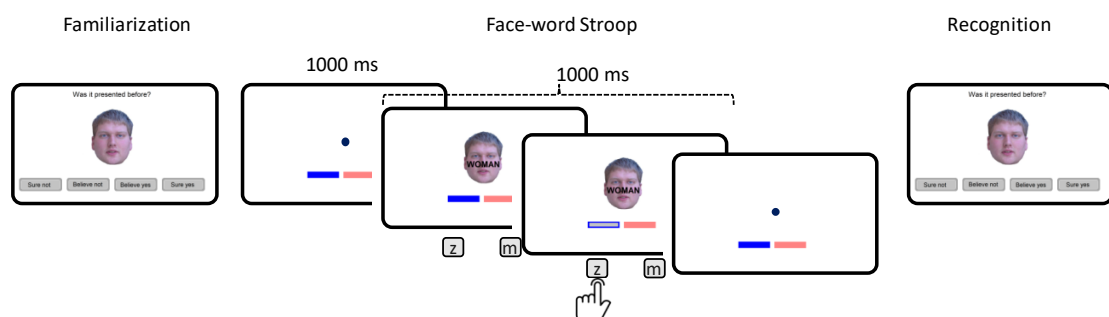 Familiarization
Face-word Stroop
Recognition
1000 ms
1000 ms
Was it presented before?
Sure not Believe not Believe yes Sure yes
WOMAN
z m
WOMAN
z m
Was it presented before?
Sure not Believe not Believe yes Sure yes